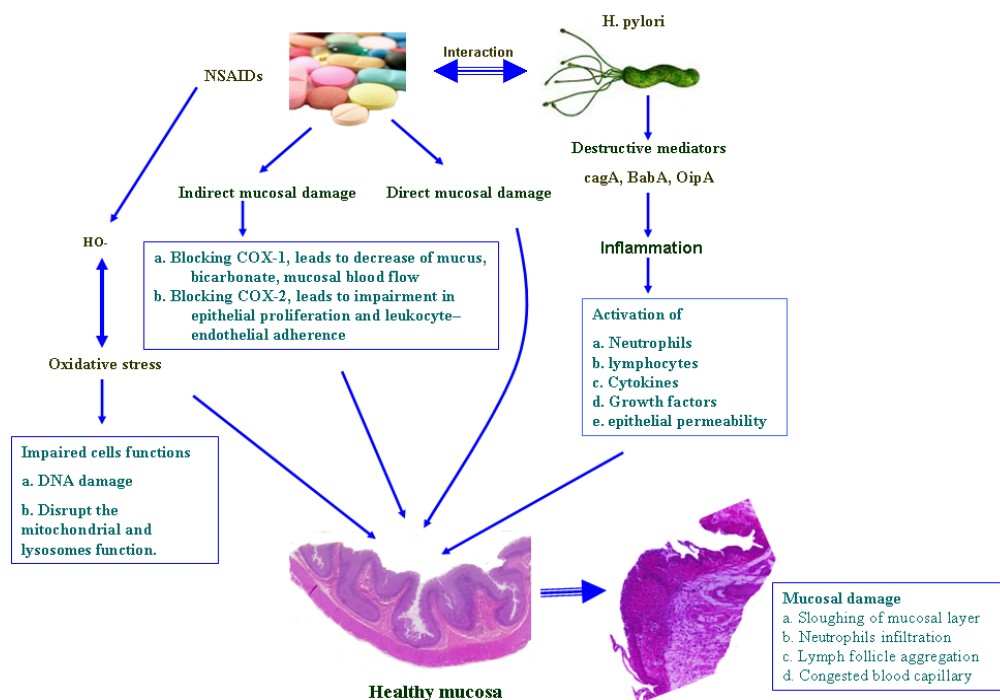 H. pylori
Interaction
NSAIDs
Destructive mediators
cagA, BabA, OipA
Indirect mucosal damage
Direct mucosal damage
HO-
Inflammation
a. Blocking COX-1, leads to decrease of mucus,
bicarbonate, mucosal blood flow
b. Blocking COX-2, leads to impairment in
epithelial proliferation and leukocyte–
endothelial adherence
Activation of
a. Neutrophils
b. lymphocytes
c. Cytokines
d. Growth factors
e. epithelial permeability
Oxidative stress
Impaired cells functions
a. DNA damage
b. Disrupt the
mitochondrial and
lysosomes function.
Mucosal damage
a. Sloughing of mucosal layer
b. Neutrophils infiltration
c. Lymph follicle aggregation
d. Congested blood capillary
Healthy mucosa